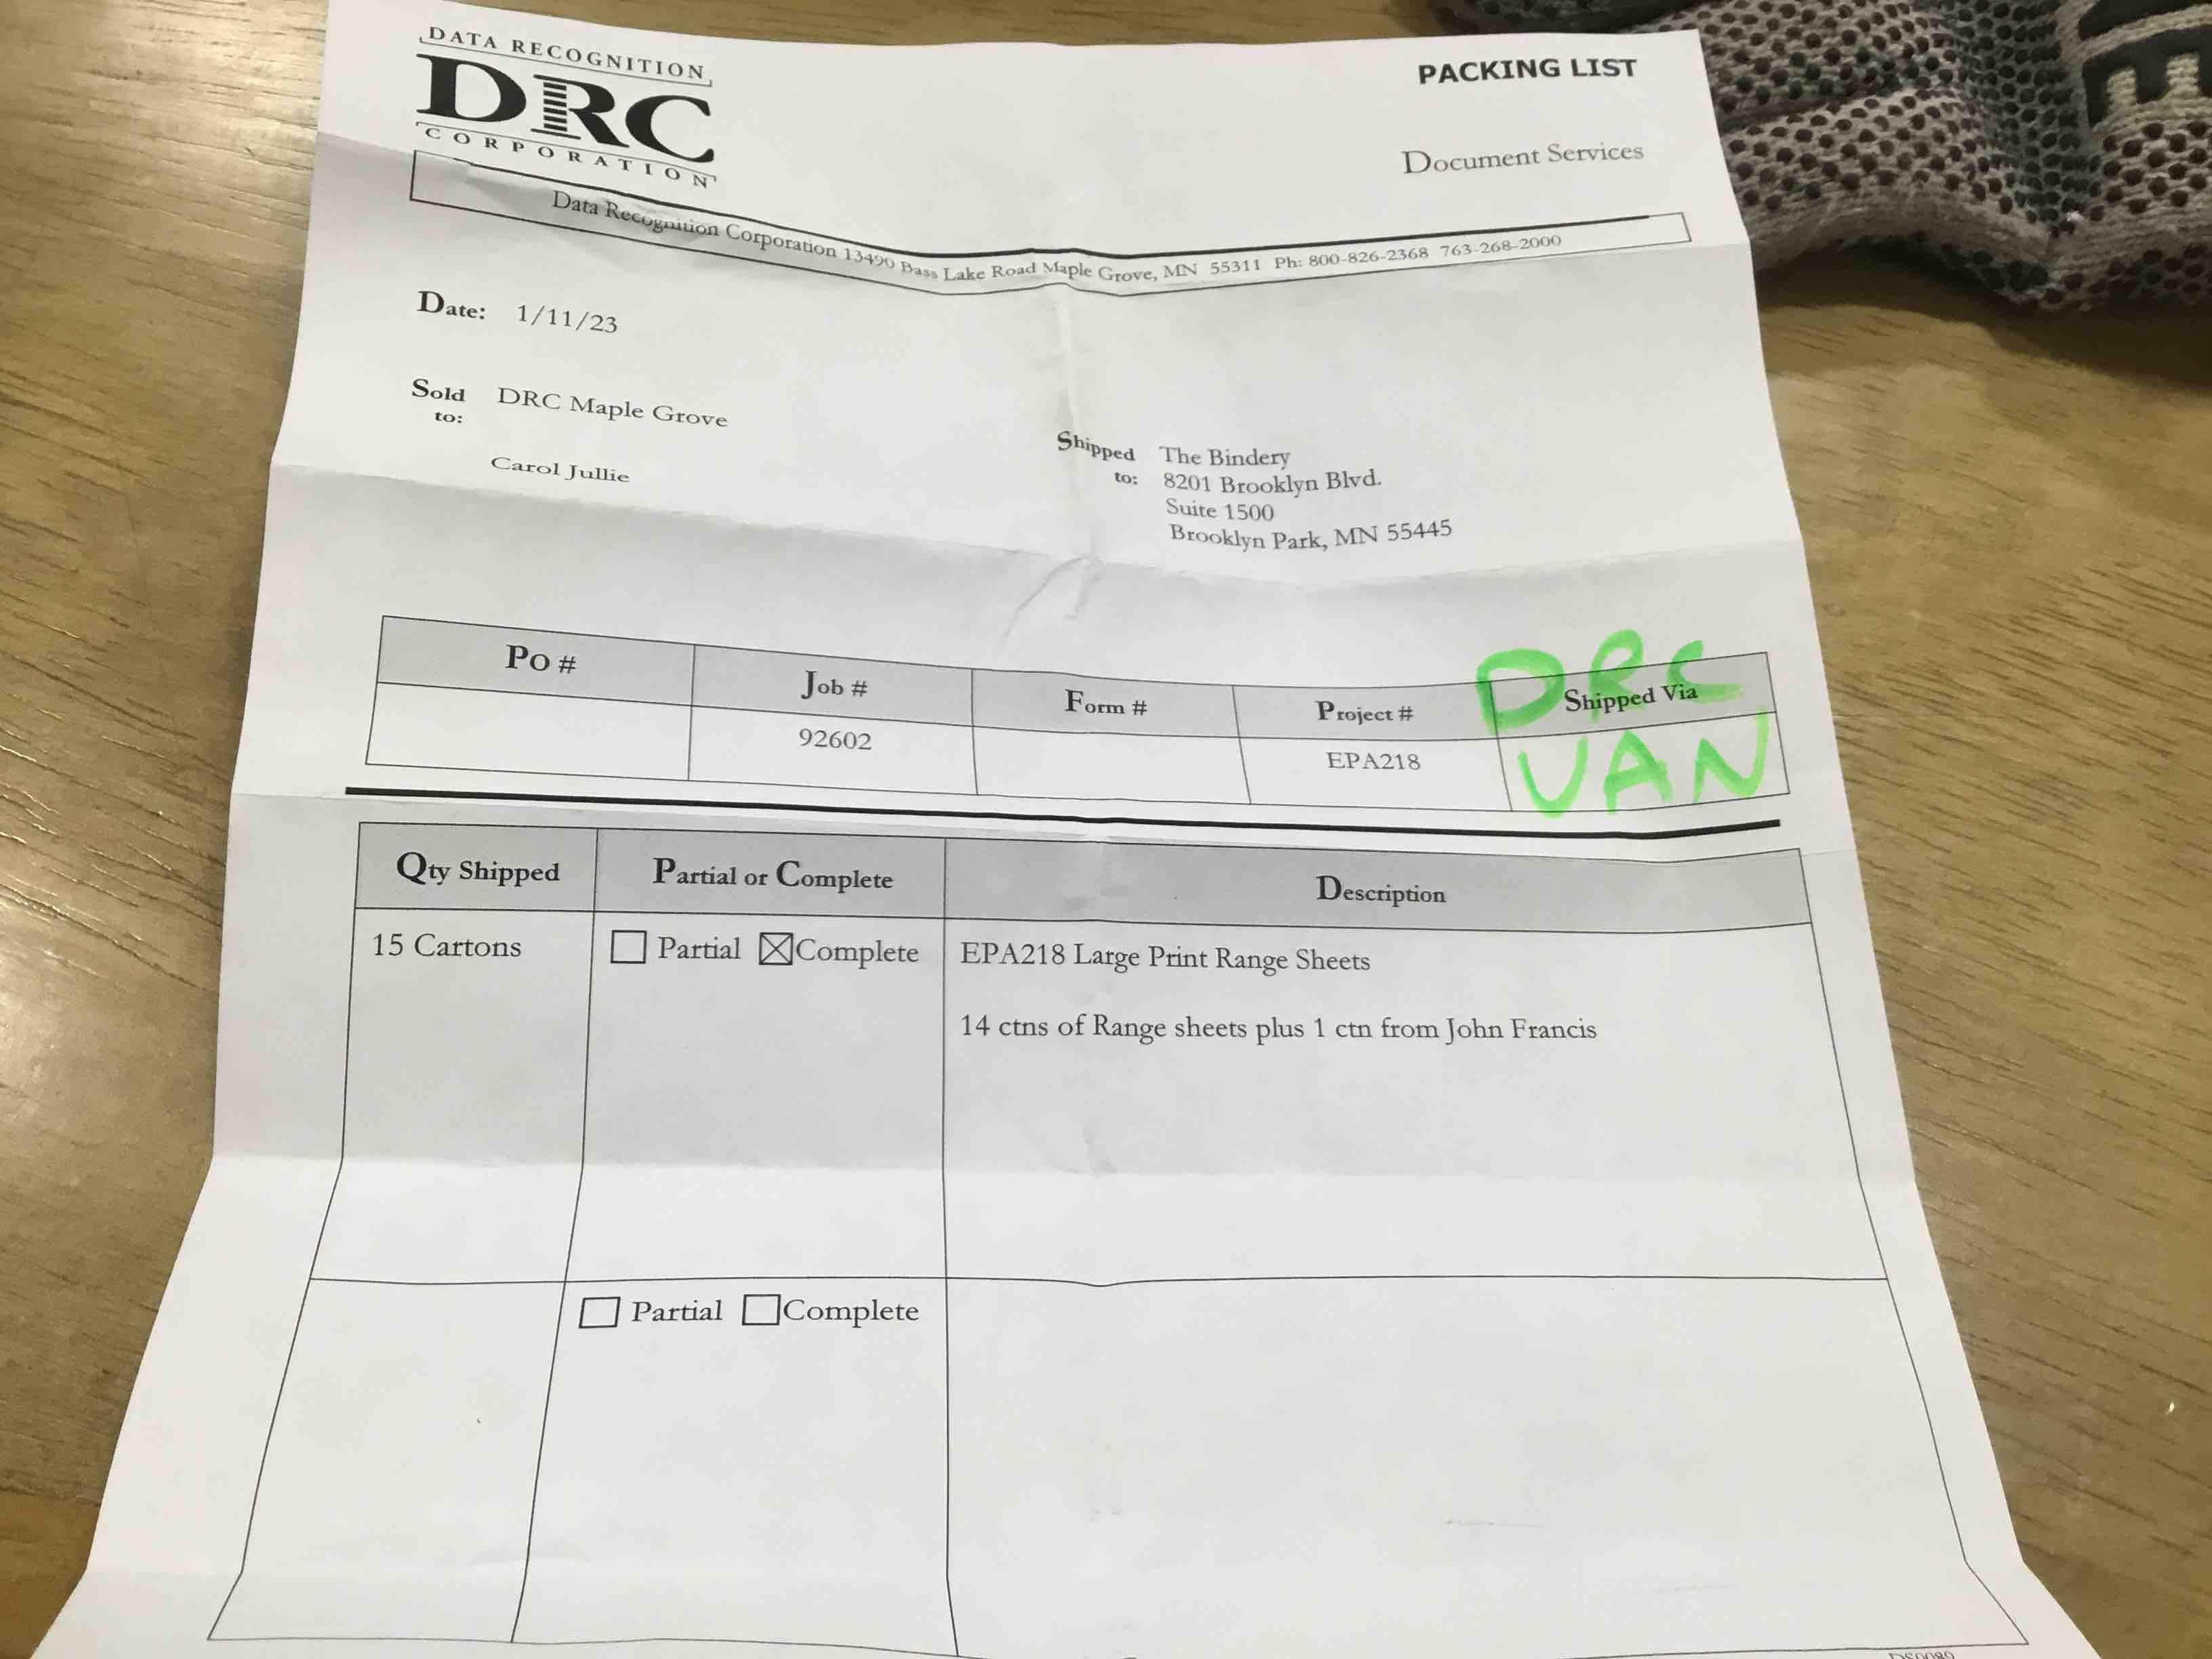 DATA RECOGNITION
DRC
CORPORATION
PACKING LIST
Document Services
Data Recognition Corporation 13490 Bass Lake Road Maple Grove, MN 55311 Ph: 800-826-2368 763-268-2000
Date: 1/11/23
Sold to: DRC Maple Grove
Carol Jullie
Shipped to: The Bindery
8201 Brooklyn Blvd.
Suite 1500
Brooklyn Park, MN 55445
Po # Job # Form # Project # Shipped Via
92602 EPA218
DRC
VAN
Qty Shipped Partial or Complete Description
15 Cartons Partial Complete EPA218 Large Print Range Sheets
14 ctns of Range sheets plus 1 ctn from John Francis
Partial Complete